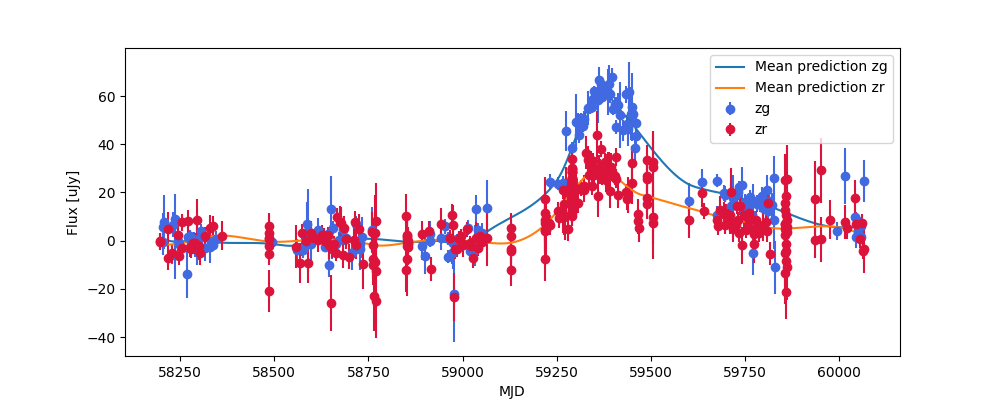 Flux [uJy]
60
40
20
0
−20
−40
58250
58500
58750
59000
59250
59500
59750
60000
MJD
Mean prediction zg
Mean prediction zr
zg
zr